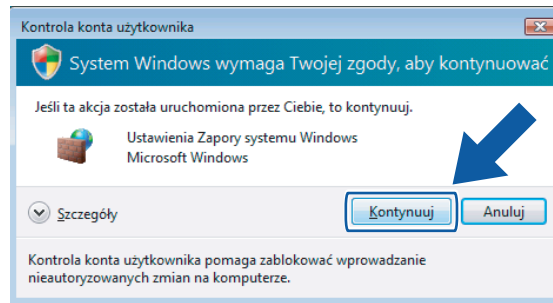 Kontrola konta użytkownika
System Windows wymaga Twojej zgody, aby kontynuować
Jeśli ta akcja została uruchomiona przez Ciebie, to kontynuuj.
Ustawienia Zapory systemu Windows
Microsoft Windows
Szczegóły
Kontynuuj
Anuluj
Kontrola konta użytkownika pomaga zablokować wprowadzanie
nieautoryzowanych zmian na komputerze.